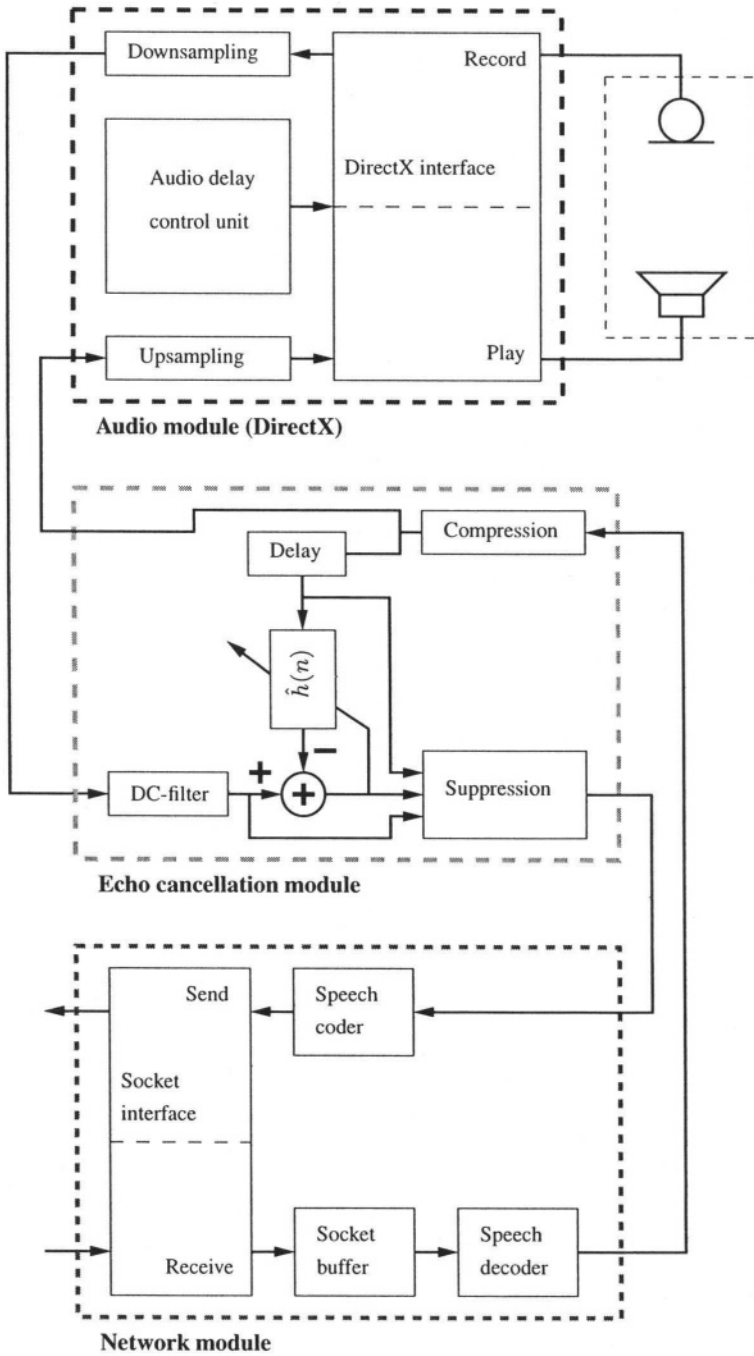 Downsampling
Record
Audio delay
control unit
DirectX interface
Upsampling
Play
Audio module (DirectX)
Compression
Delay
ĥ(n)
−
+
DC-filter
+
Suppression
Echo cancellation module
Send
Speech
coder
Socket
interface
Receive
Socket
buffer
Speech
decoder
Network module